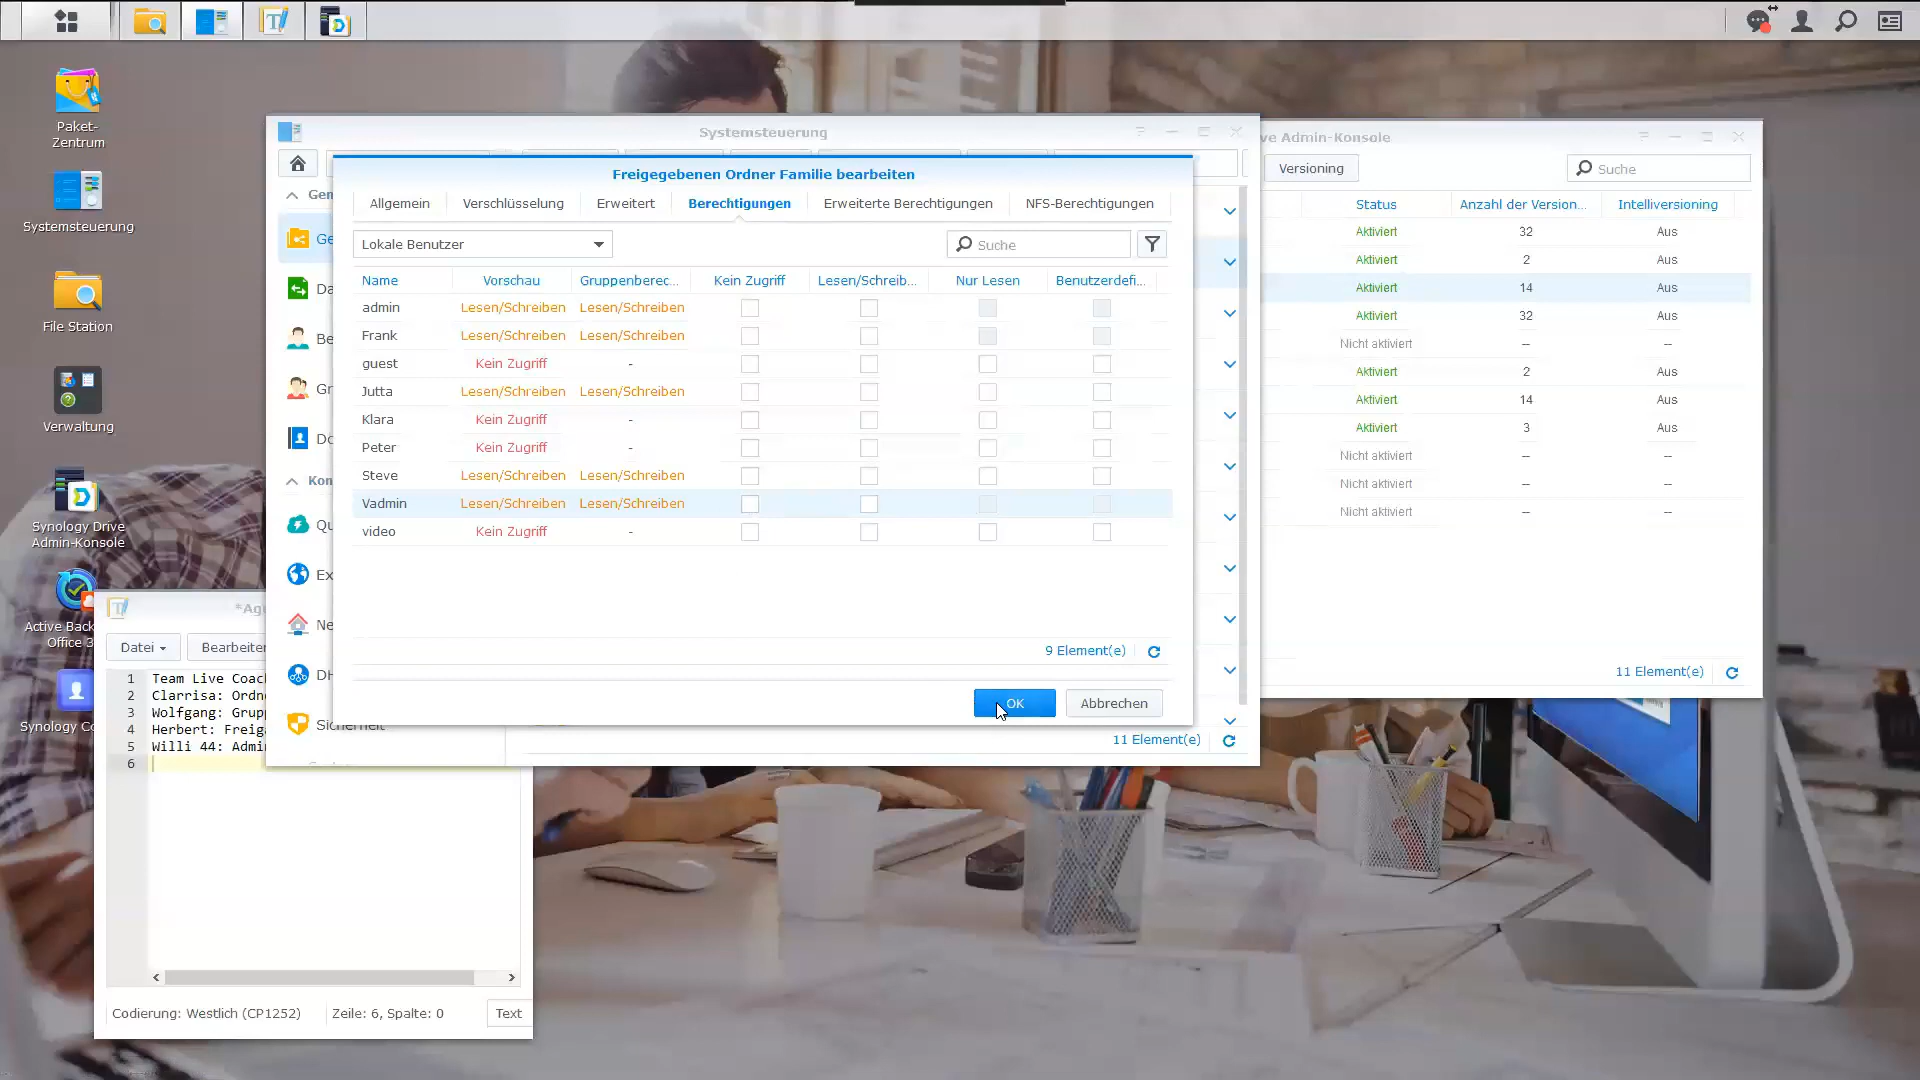 Paket-
Zentrum
Systemsteuerung
File Station
Verwaltung
Synology Drive
Admin-Konsole
Active Back
Office 3
Synology Co
Systemsteuerung
Freigegebenen Ordner Familie bearbeiten
Allgemein Verschlüsselung Erweitert Berechtigungen Erweiterte Berechtigungen NFS-Berechtigungen
Lokale Benutzer Suche
Name Vorschau Gruppenberec... Kein Zugriff Lesen/Schreib... Nur Lesen Benutzerdefi...
admin Lesen/Schreiben Lesen/Schreiben
Frank Lesen/Schreiben Lesen/Schreiben
guest Kein Zugriff -
Jutta Lesen/Schreiben Lesen/Schreiben
Klara Kein Zugriff -
Peter Kein Zugriff -
Steve Lesen/Schreiben Lesen/Schreiben
Vadmin Lesen/Schreiben Lesen/Schreiben
video Kein Zugriff -
9 Element(e)
OK Abbrechen
11 Element(e)
Gem
Ge
Da
Be
Gr
Do
Kon
Qu
Ex
Ne
DH
Sicherheit
ve Admin-Konsole
Versioning Suche
Status Anzahl der Version... Intelliversioning
Aktiviert 32 Aus
Aktiviert 2 Aus
Aktiviert 14 Aus
Aktiviert 32 Aus
Nicht aktiviert -- --
Aktiviert 2 Aus
Aktiviert 14 Aus
Aktiviert 3 Aus
Nicht aktiviert -- --
Nicht aktiviert -- --
Nicht aktiviert -- --
11 Element(e)
*Ag
Datei Bearbeiten
1 Team Live Coac
2 Clarrisa: Ordn
3 Wolfgang: Grup
4 Herbert: Freig
5 Willi 44: Admi
6
Codierung: Westlich (CP1252) Zeile: 6, Spalte: 0 Text